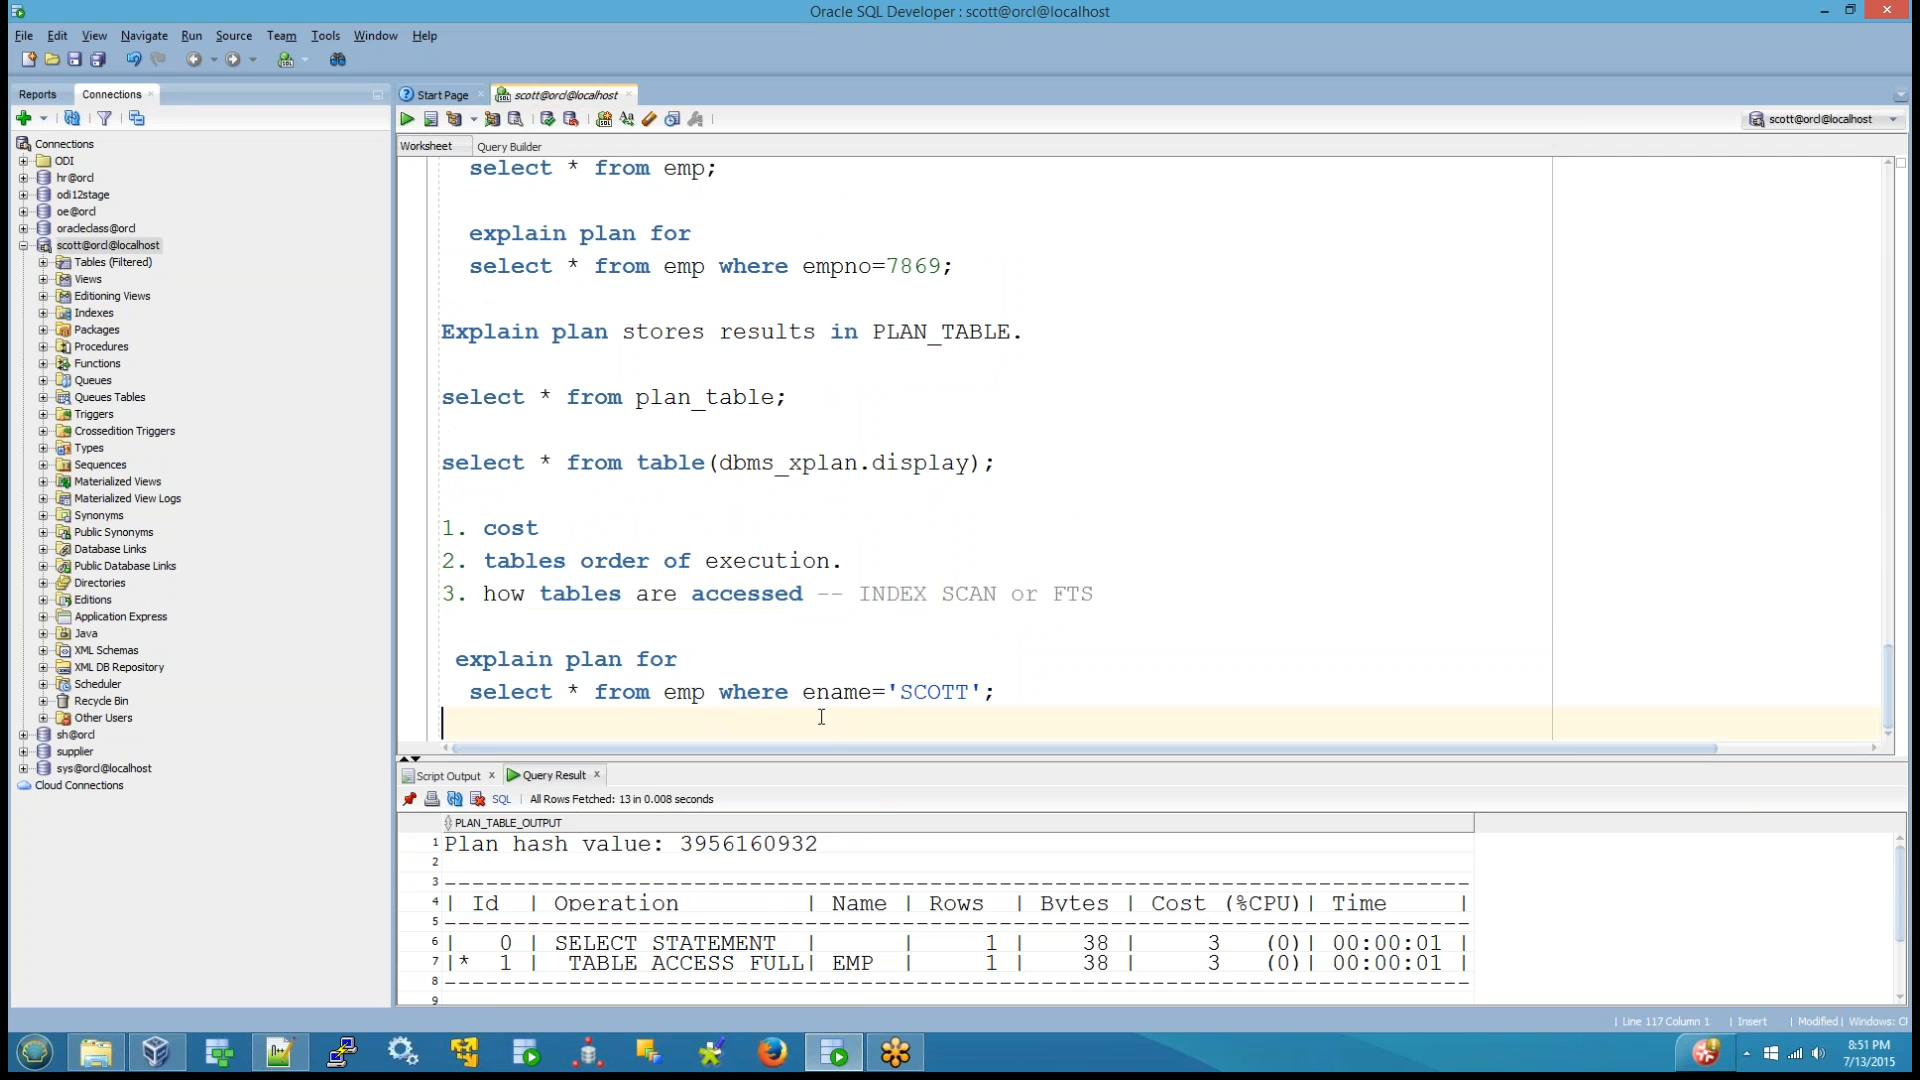 Oracle SQL Developer : scott@orcl@localhost
File Edit View Navigate Run Source Team Tools Window Help
Reports Connections
Start Page scott@orcl@localhost
scott@orcl@localhost
Worksheet Query Builder
Connections
ODI
hr@orcl
odi12stage
oe@orcl
oracleclass@orcl
scott@orcl@localhost
Tables (Filtered)
Views
Editioning Views
Indexes
Packages
Procedures
Functions
Queues
Queues Tables
Triggers
Crossedition Triggers
Types
Sequences
Materialized Views
Materialized View Logs
Synonyms
Public Synonyms
Database Links
Public Database Links
Directories
Editions
Application Express
Java
XML Schemas
XML DB Repository
Scheduler
Recycle Bin
Other Users
sh@orcl
supplier
sys@orcl@localhost
Cloud Connections
select * from emp;
explain plan for
select * from emp where empno=7869;
Explain plan stores results in PLAN_TABLE.
select * from plan_table;
select * from table(dbms_xplan.display);
1. cost
2. tables order of execution.
3. how tables are accessed -- INDEX SCAN or FTS
explain plan for
select * from emp where ename='SCOTT';
Script Output x Query Result x
SQL | All Rows Fetched: 13 in 0.008 seconds
PLAN_TABLE_OUTPUT
1 Plan hash value: 3956160932
2
3 --------------------------------------------------------------------------
4 | Id | Operation | Name | Rows | Bytes | Cost (%CPU)| Time |
5 --------------------------------------------------------------------------
6 | 0 | SELECT STATEMENT | | 1 | 38 | 3 (0)| 00:00:01 |
7 |* 1 | TABLE ACCESS FULL| EMP | 1 | 38 | 3 (0)| 00:00:01 |
8 --------------------------------------------------------------------------
9
| Line 117 Column 1 | Insert | Modified | Windows: C
8:51 PM
7/13/2015